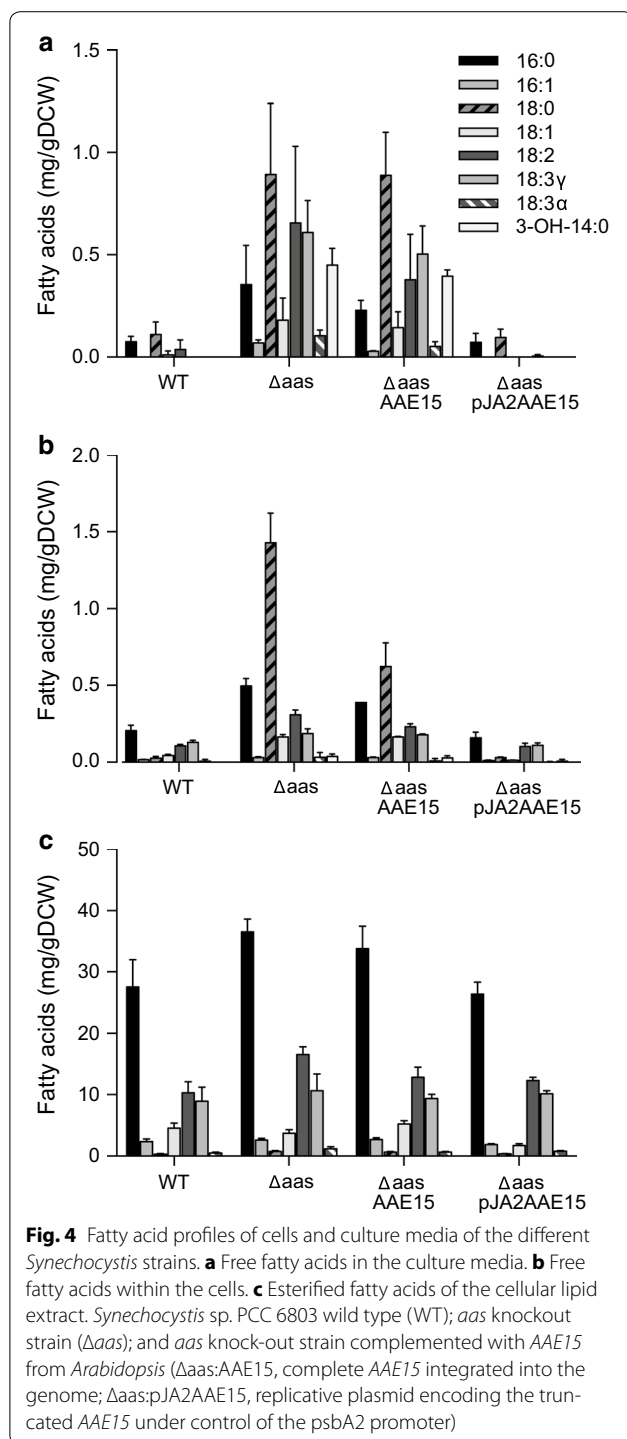 a
Fatty acids (mg/gDCW)
1.5
1.0
0.5
0.0
16:0
16:1
18:0
18:1
18:2
18:3γ
18:3α
3-OH-14:0
WT
Δaas
Δaas
AAE15
Δaas
pJA2AAE15
b
Fatty acids (mg/gDCW)
2.0
1.5
1.0
0.5
0.0
WT
Δaas
Δaas
AAE15
Δaas
pJA2AAE15
c
Fatty acids (mg/gDCW)
50
40
30
20
10
0
WT
Δaas
Δaas
AAE15
Δaas
pJA2AAE15
Fig. 4 Fatty acid profiles of cells and culture media of the different
Synechocystis strains. a Free fatty acids in the culture media. b Free
fatty acids within the cells. c Esterified fatty acids of the cellular lipid
extract. Synechocystis sp. PCC 6803 wild type (WT); aas knockout
strain (Δaas); and aas knock-out strain complemented with AAE15
from Arabidopsis (Δaas:AAE15, complete AAE15 integrated into the
genome; Δaas:pJA2AAE15, replicative plasmid encoding the trun-
cated AAE15 under control of the psbA2 promoter)